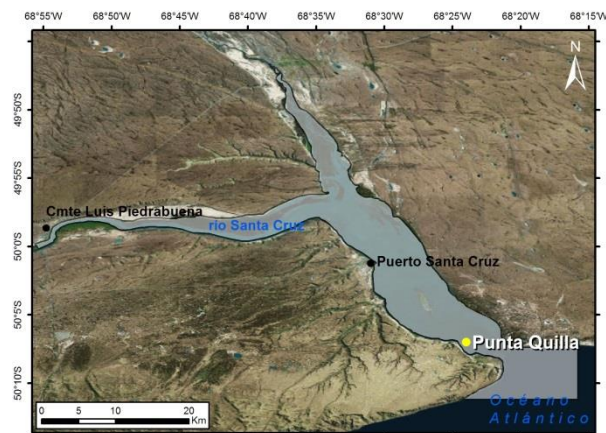 68°55'W 68°50'W 68°45'W 68°40'W 68°35'W 68°30'W 68°25'W 68°20'W 68°15'W
N
49°50'S
49°55'S
Cmte Luis Piedrabuena
río Santa Cruz
50°0'S
Puerto Santa Cruz
50°5'S
Punta Quilla
50°10'S
Océano
Atlántico
0 5 10 20
Km